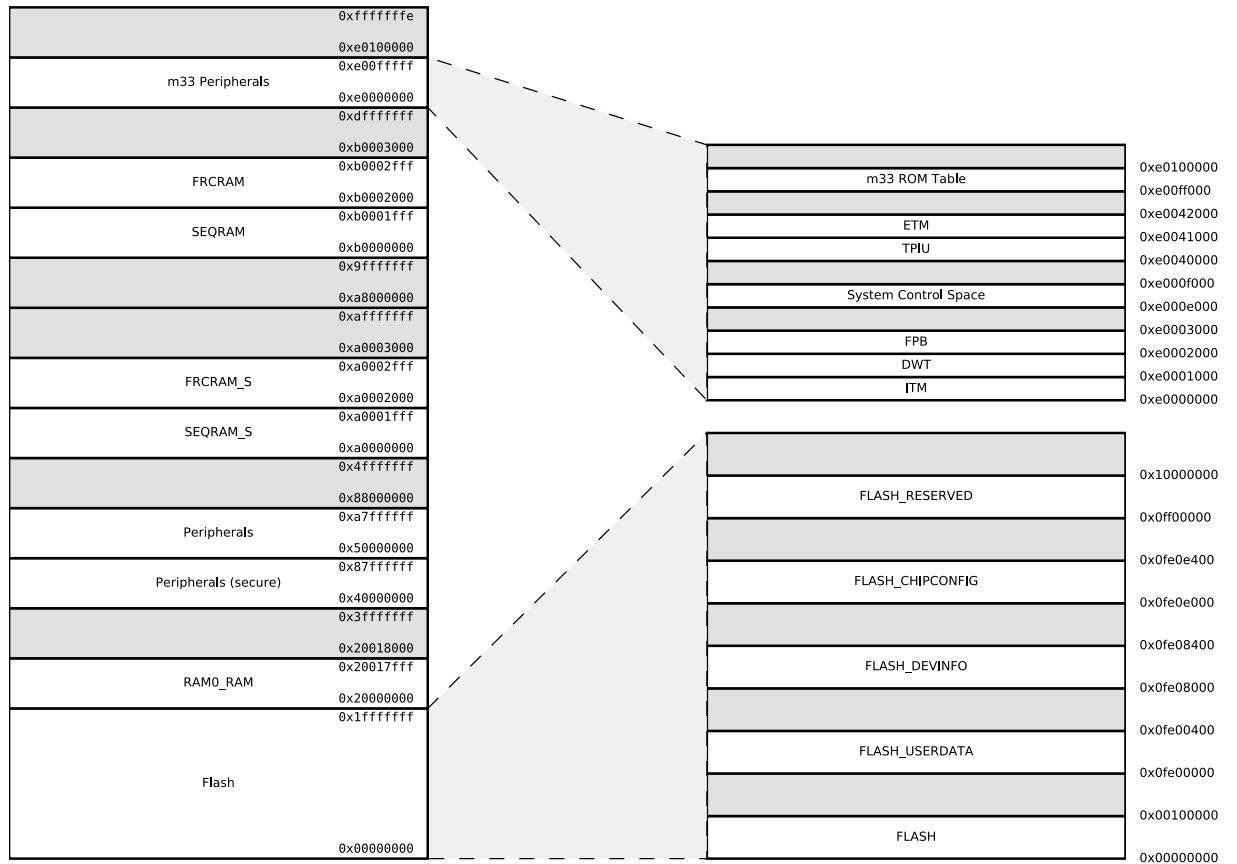 0xfffffffe
0xe0100000
0xe00fffff
m33 Peripherals
0xe0000000
0xdfffffff
0xb0003000
0xb0002fff
FRCRAM
0xb0002000
0xb0001fff
SEQRAM
0xb0000000
0x9fffffff
0xa8000000
0xafffffff
0xa0003000
0xa0002fff
FRCRAM_S
0xa0002000
0xa0001fff
SEQRAM_S
0xa0000000
0x4fffffff
0x88000000
0xa7ffffff
Peripherals
0x50000000
0x87ffffff
Peripherals (secure)
0x40000000
0x3fffffff
0x20018000
0x20017fff
RAM0_RAM
0x20000000
0x1fffffff
Flash
0x00000000
0xe0100000
m33 ROM Table
0xe00ff000
0xe0042000
ETM
0xe0041000
TPIU
0xe0040000
0xe000f000
System Control Space
0xe000e000
0xe0003000
FPB
0xe0002000
DWT
0xe0001000
ITM
0xe0000000
0x10000000
FLASH_RESERVED
0x0ff00000
0x0fe0e400
FLASH_CHIPCONFIG
0x0fe0e000
0x0fe08400
FLASH_DEVINFO
0x0fe08000
0x0fe00400
FLASH_USERDATA
0x0fe00000
0x00100000
FLASH
0x00000000